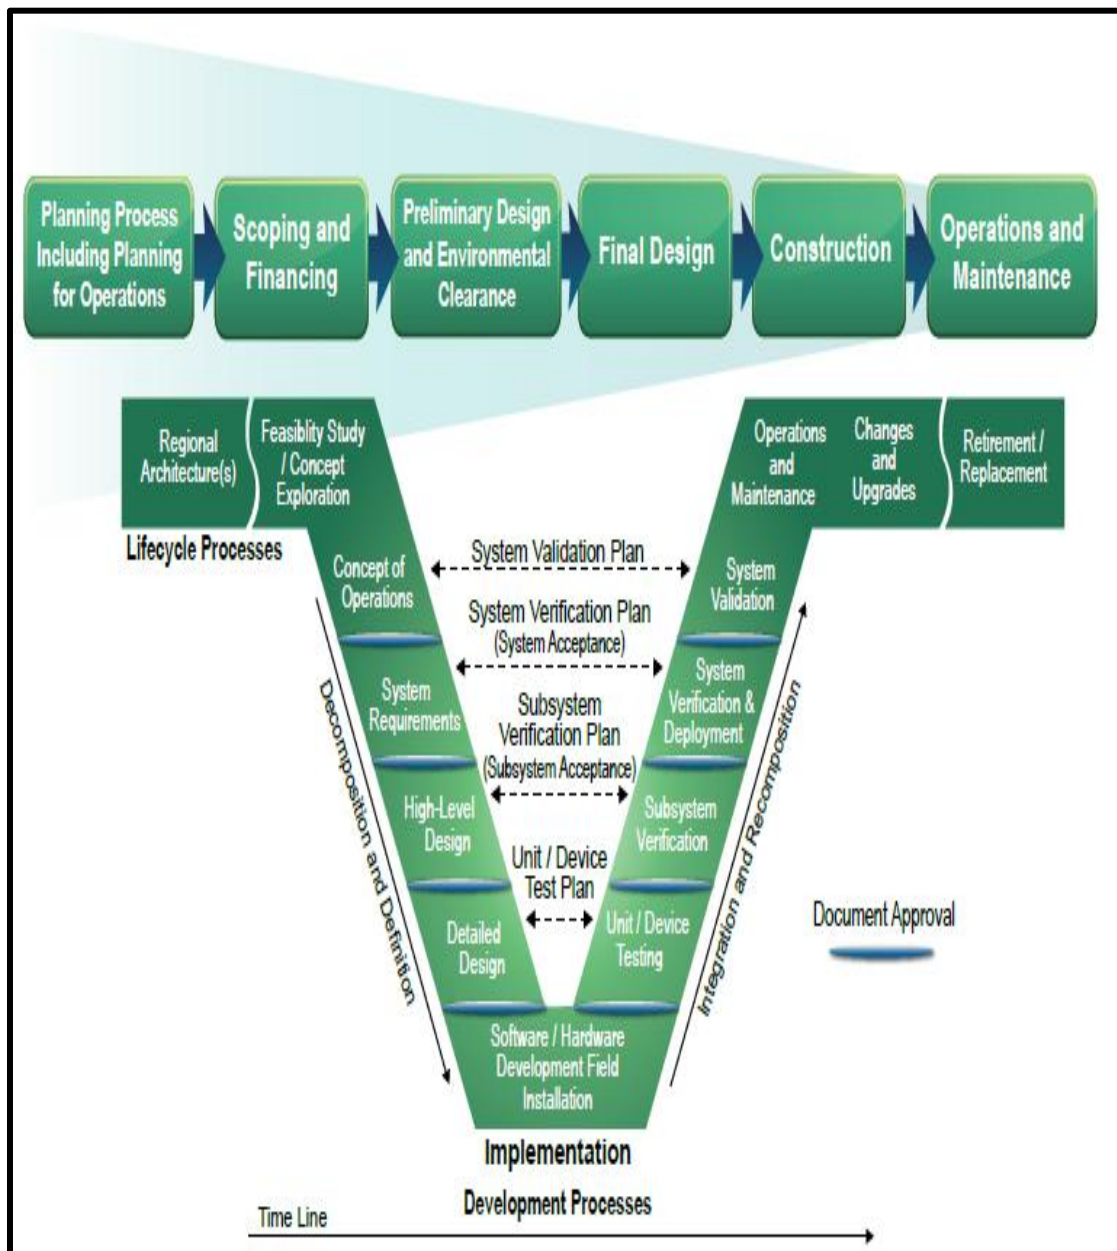 Planning Process
Including Planning
for Operations
Scoping and
Financing
Preliminary Design
and Environmental
Clearance
Final Design
Construction
Operations and
Maintenance
Regional
Architecture(s)
Feasiblity Study
/ Concept
Exploration
Operations
and
Maintenance
Changes
and
Upgrades
Retirement /
Replacement
Lifecycle Processes
Concept of
Operations
System Validation Plan
System
Validation
System Verification Plan
(System Acceptance)
System
Requirements
System
Verification &
Deployment
Subsystem
Verification Plan
(Subsystem Acceptance)
High-Level
Design
Subsystem
Verification
Unit / Device
Test Plan
Detailed
Design
Unit / Device
Testing
Decomposition and Definition
Integration and Recomposition
Document Approval
Software / Hardware
Development Field
Installation
Implementation
Development Processes
Time Line